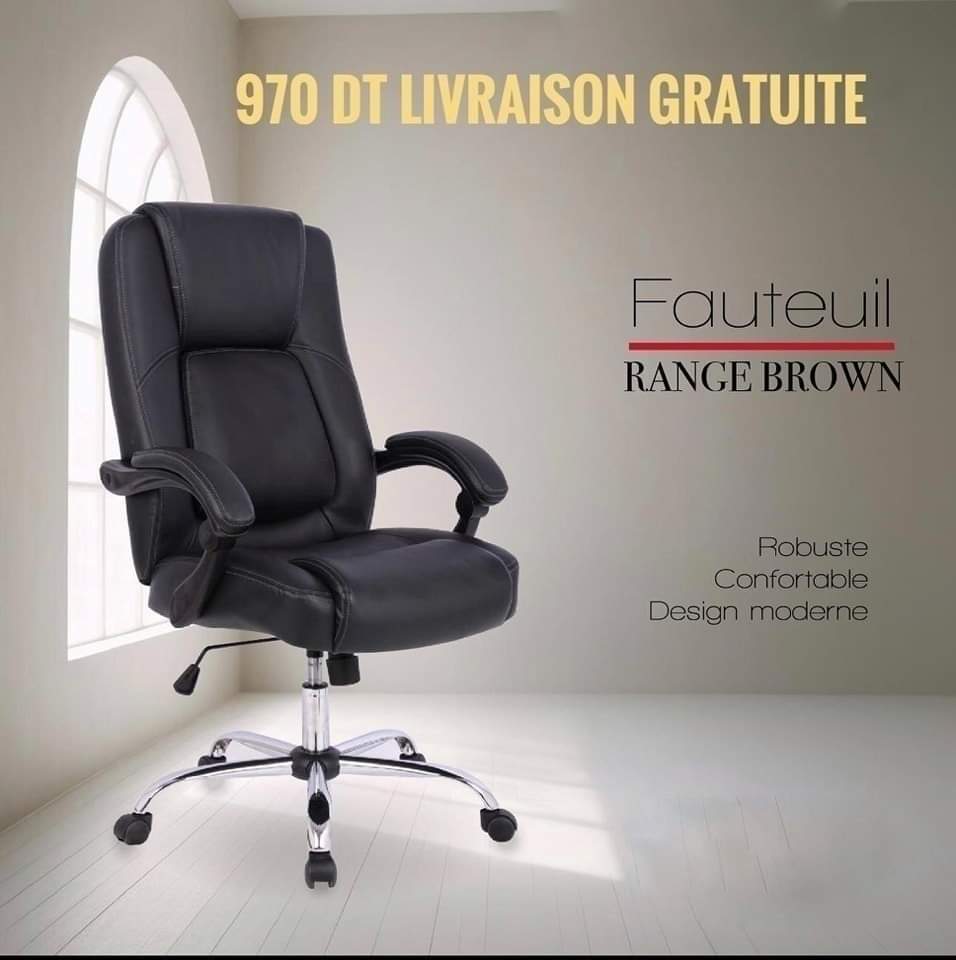 970 DT LIVRAISON GRATUITE
Fauteuil
RANGE BROWN
Robuste
Confortable
Design moderne